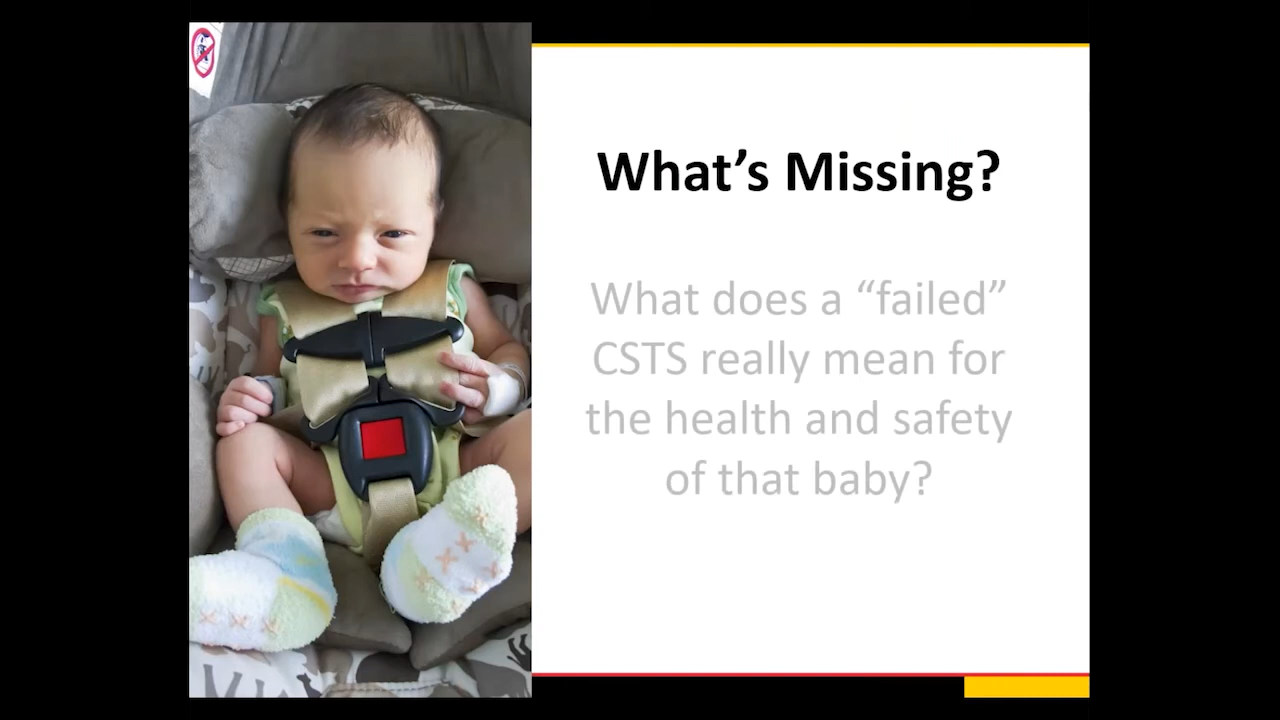 What’s Missing?
What does a “failed”
CSTS really mean for
the health and safety
of that baby?